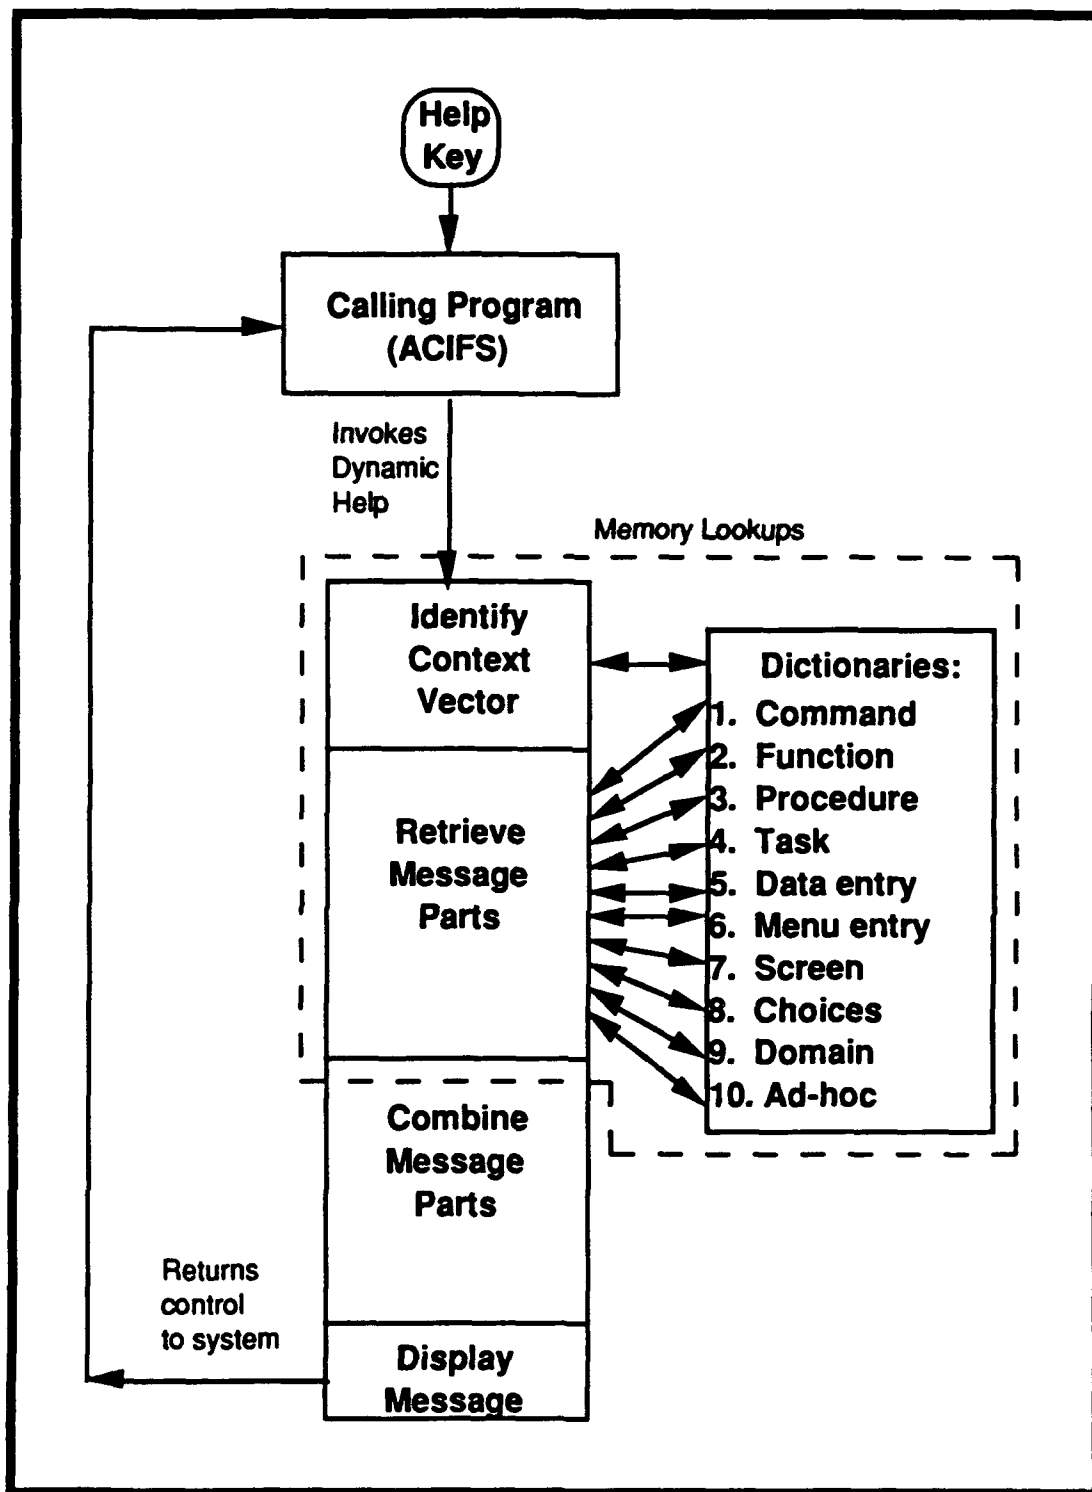 Help
Key
Calling Program
(ACIFS)
Invokes
Dynamic
Help
Memory Lookups
Identify
Context
Vector
Dictionaries:
1. Command
2. Function
3. Procedure
4. Task
5. Data entry
6. Menu entry
7. Screen
8. Choices
9. Domain
10. Ad-hoc
Retrieve
Message
Parts
Combine
Message
Parts
Returns
control
to system
Display
Message